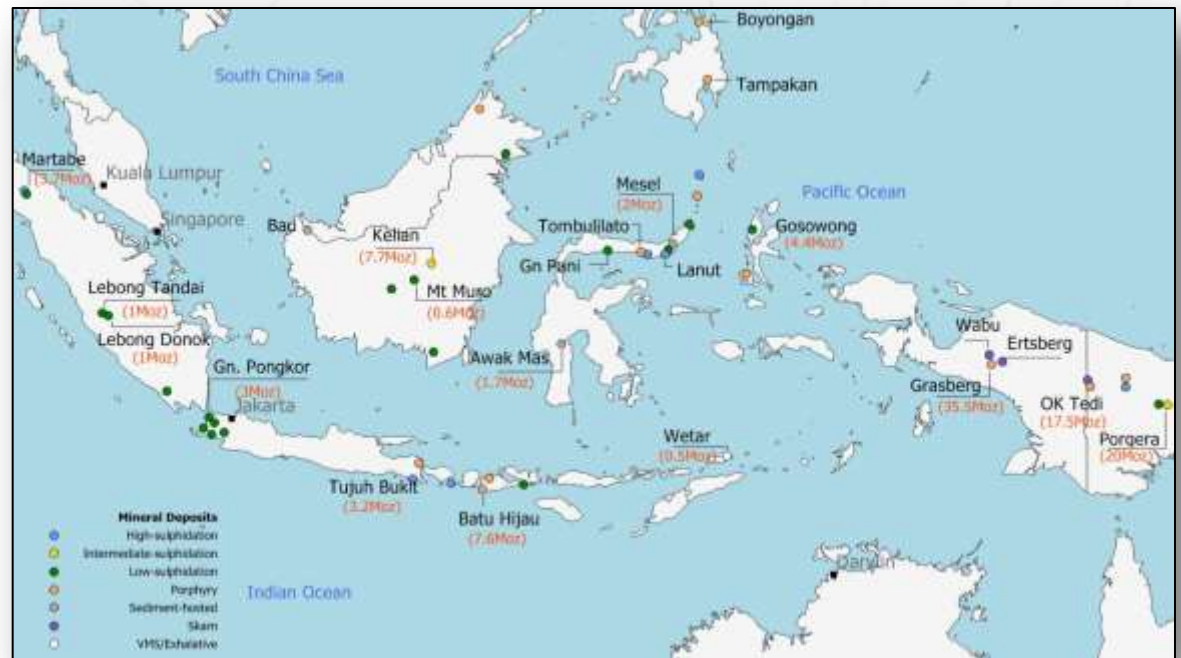 Boyongan
South China Sea
Tampakan
Martabe
(3.7Moz)
Kuala Lumpur
Mesel
(2Moz)
Pacific Ocean
Singapore
Bau
Kelian
(7.7Moz)
Tombulilato
Gosowong
(4.4Moz)
Gn Pani
Lanut
Lebong Tandai
(1Moz)
Mt Muro
(0.6Moz)
Lebong Donok
(1Moz)
Wabu
Ertsberg
Gn. Pongkor
(3Moz)
Awak Mas
(1.7Moz)
Grasberg
(35.5Moz)
OK Tedi
(17.5Moz)
Jakarta
Wetar
(0.5Moz)
Porgera
(20Moz)
Tujuh Bukit
(3.2Moz)
Batu Hijau
(7.6Moz)
Mineral Deposits
High-sulphidation
Intermediate-sulphidation
Low-sulphidation
Porphyry
Sediment-hosted
Skarn
VMS/Exhalative
Indian Ocean
Darwin